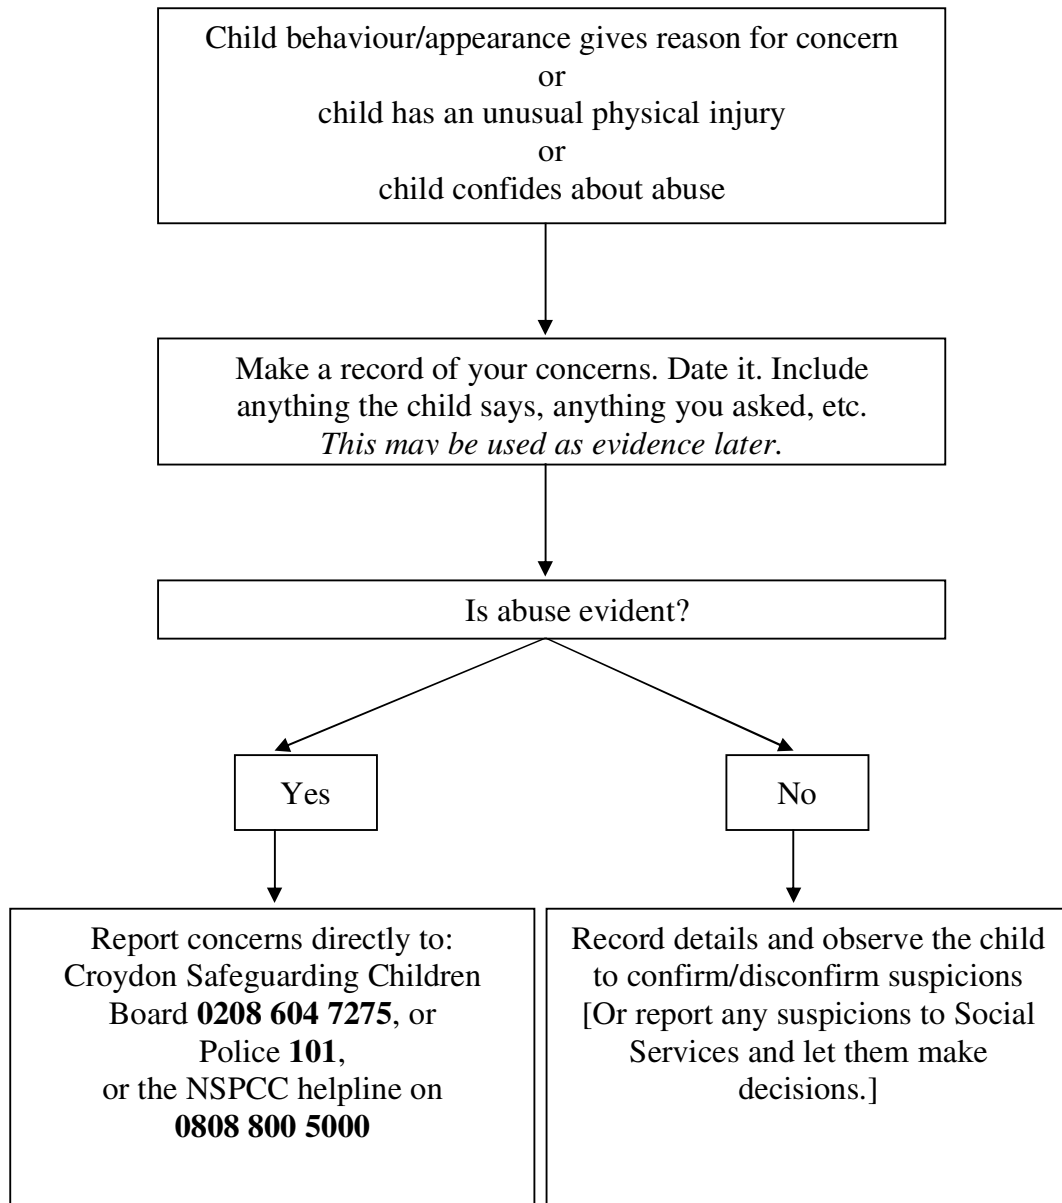 Child behaviour/appearance gives reason for concern
or
child has an unusual physical injury
or
child confides about abuse
Make a record of your concerns. Date it. Include
anything the child says, anything you asked, etc.
This may be used as evidence later.
Is abuse evident?
Yes
No
Report concerns directly to:
Croydon Safeguarding Children
Board 0208 604 7275, or
Police 101,
or the NSPCC helpline on
0808 800 5000
Record details and observe the child
to confirm/disconfirm suspicions
[Or report any suspicions to Social
Services and let them make
decisions.]